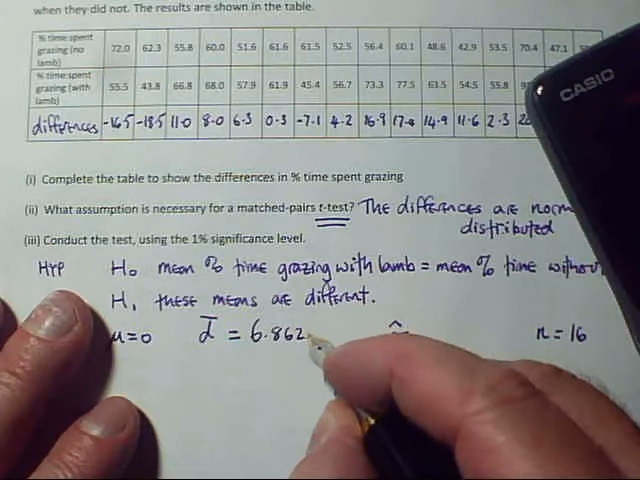 when they did not. The results are shown in the table.
% time spent grazing (no lamb) 72.0 62.3 55.8 60.0 51.6 61.6 61.5 52.5 56.4 60.1 48.6 42.9 53.5 70.4 47.1
% time spent grazing (with lamb) 55.5 43.8 66.8 68.0 57.9 61.9 45.4 56.7 73.3 77.5 63.5 54.5 55.8
differences -16.5 -18.5 11.0 8.0 6.3 0.3 -7.1 4.2 16.9 17.4 14.9 11.6 2.3
CASIO
(i) Complete the table to show the differences in % time spent grazing
(ii) What assumption is necessary for a matched-pairs t-test? The differences are
distributed
(iii) Conduct the test, using the 1% significance level.
HYP H₀ mean % time grazing with lamb = mean % time
H₁ these means are different.
μ=0 d̄ = 6.862 n = 16